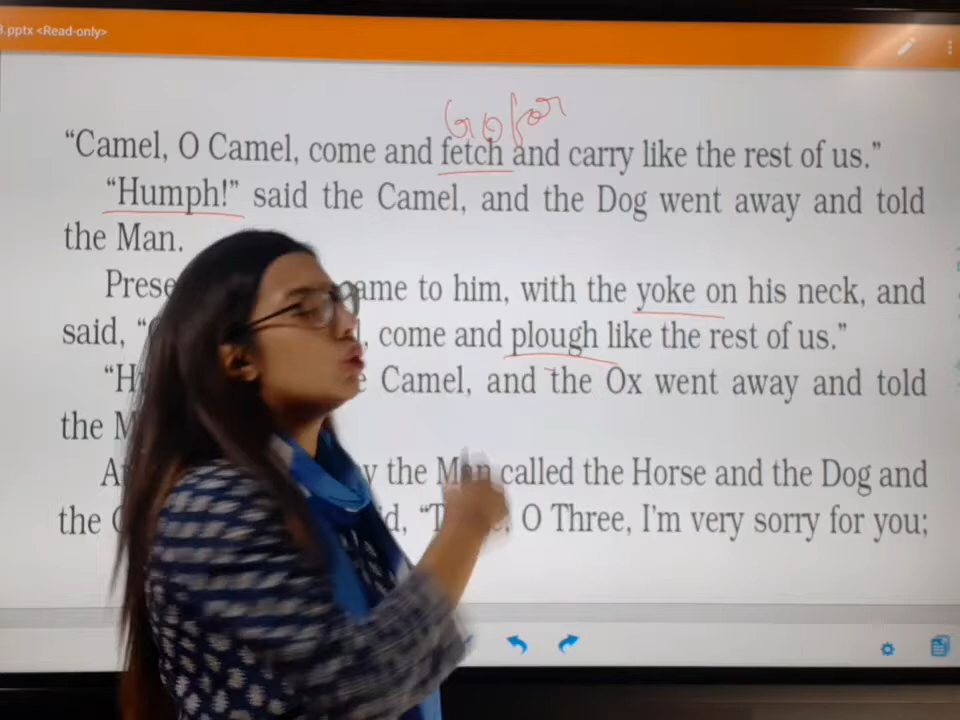 .pptx <Read-only>
Go for
“Camel, O Camel, come and fetch and carry like the rest of us.”
“Humph!” said the Camel, and the Dog went away and told
the Man.
came to him, with the yoke on his neck, and
said, come and plough like the rest of us.”
Camel, and the Ox went away and told
the
the Man called the Horse and the Dog and
the O Three, I'm very sorry for you;